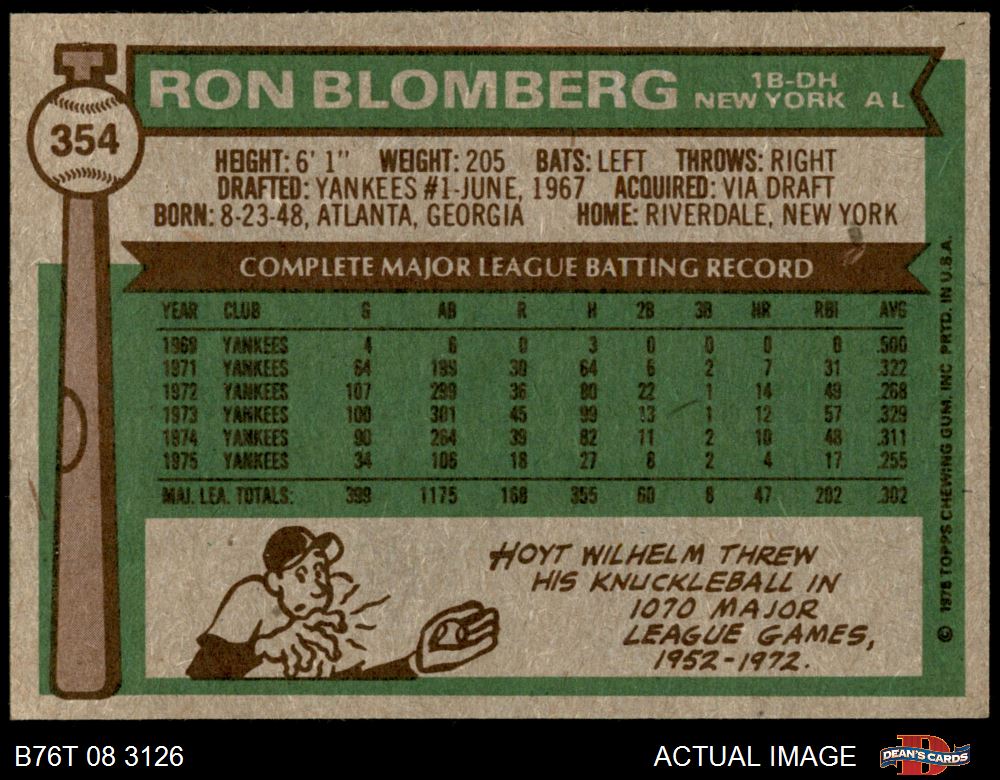 354
RON BLOMBERG 1B-DH NEW YORK A L
HEIGHT: 6' 1" WEIGHT: 205 BATS: LEFT THROWS: RIGHT
DRAFTED: YANKEES #1-JUNE, 1967 ACQUIRED: VIA DRAFT
BORN: 8-23-48, ATLANTA, GEORGIA HOME: RIVERDALE, NEW YORK
COMPLETE MAJOR LEAGUE BATTING RECORD
YEAR CLUB G AB R H 2B 3B HR RBI AVG
1969 YANKEES 4 6 0 3 0 0 0 0 .500
1971 YANKEES 64 199 30 64 6 2 7 31 .322
1972 YANKEES 107 299 36 80 22 1 14 49 .268
1973 YANKEES 100 301 45 99 13 1 12 57 .329
1974 YANKEES 90 264 39 82 11 2 10 48 .311
1975 YANKEES 34 106 18 27 8 2 4 17 .255
MAJ. LEA. TOTALS: 399 1175 168 355 60 8 47 202 .302
HOYT WILHELM THREW
HIS KNUCKLEBALL IN
1070 MAJOR
LEAGUE GAMES,
1952-1972.
© 1976 TOPPS CHEWING GUM, INC PRTD. IN U.S.A.
B76T 08 3126
ACTUAL IMAGE
D
DEAN'S CARDS